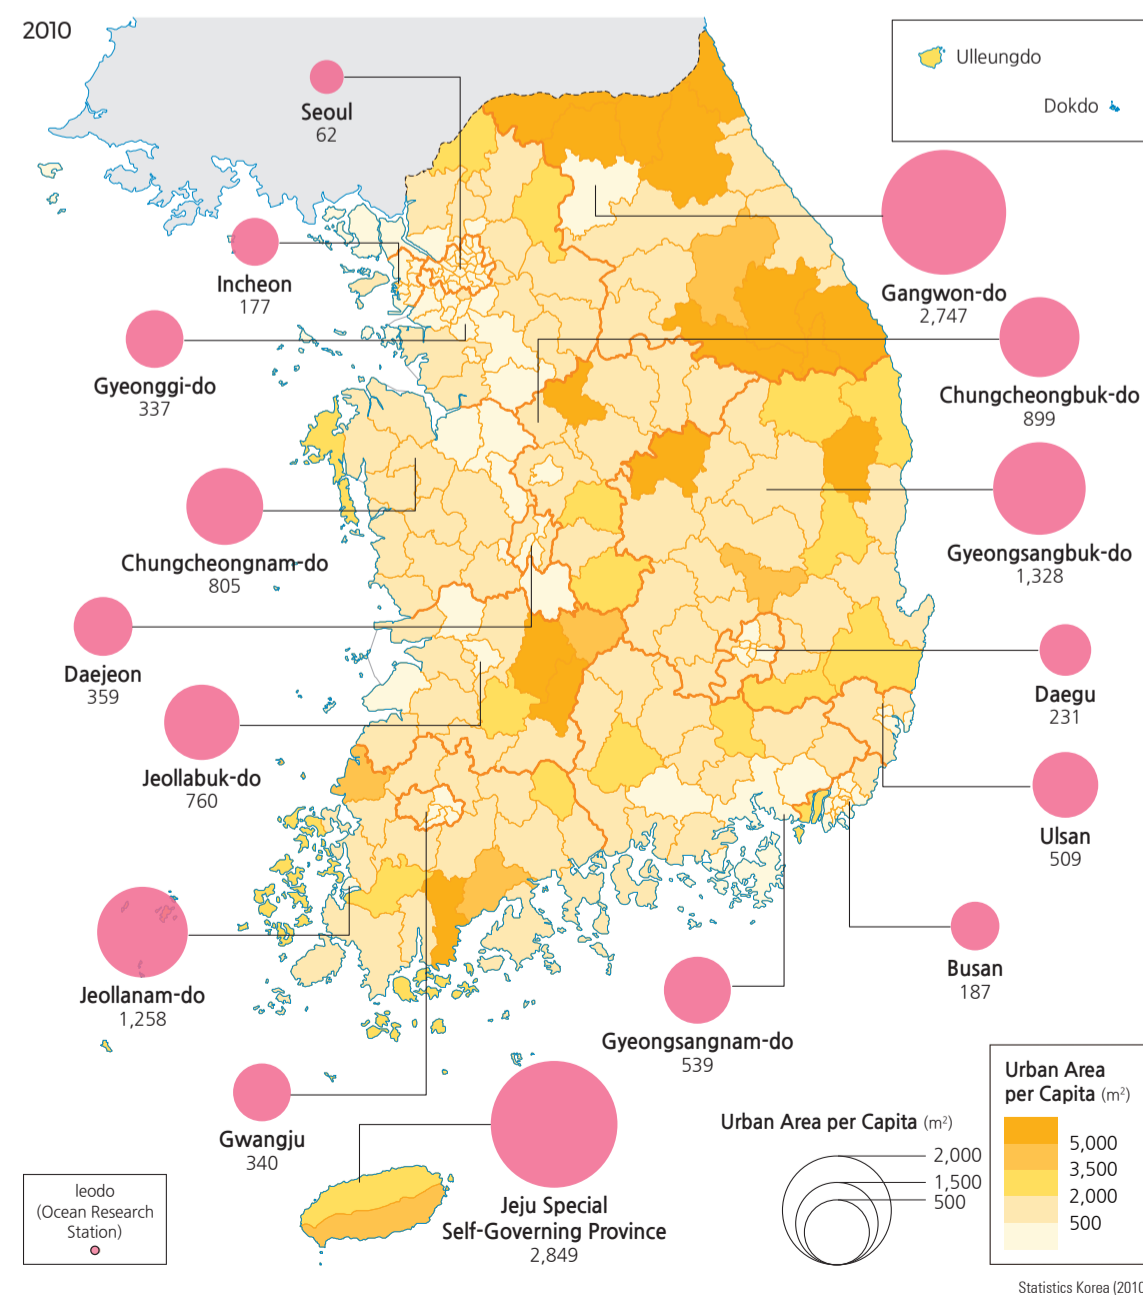 2010
Ulleungdo
Dokdo
Seoul
62
Incheon
177
Gangwon-do
2,747
Gyeonggi-do
337
Chungcheongbuk-do
899
Chungcheongnam-do
805
Gyeongsangbuk-do
1,328
Daejeon
359
Daegu
231
Jeollabuk-do
760
Ulsan
509
Jeollanam-do
1,258
Busan
187
Gyeongsangnam-do
539
Gwangju
340
Jeju Special
Self-Governing Province
2,849
Ieodo
(Ocean Research
Station)
Urban Area per Capita (m²)
2,000
1,500
500
Urban Area
per Capita (m²)
5,000
3,500
2,000
500
Statistics Korea (2010